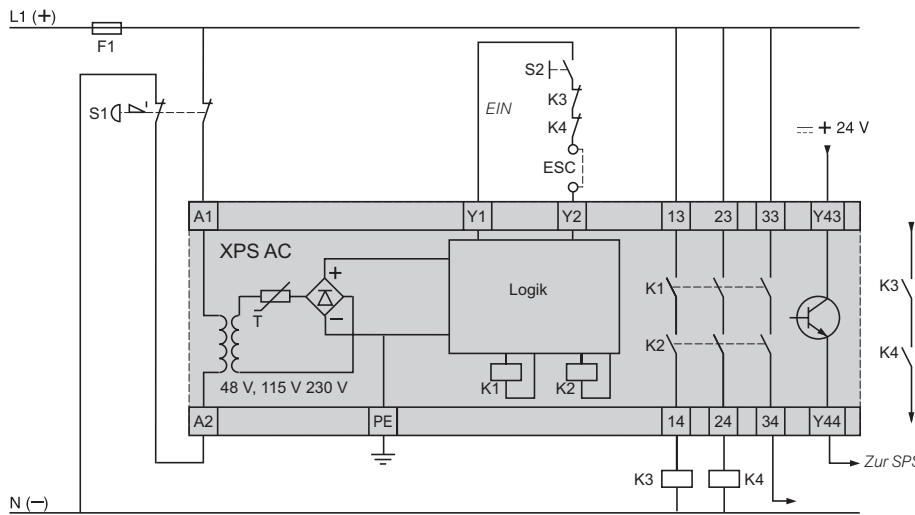 L1 (+)
F1
S2
K3
EIN
S1
K4
ESC
+ 24 V
A1
Y1
Y2
13
23
33
Y43
XPS AC
+
Logik
K1
K3
T
−
K2
K4
48 V, 115 V 230 V
K1
K2
A2
PE
14
24
34
Y44
Zur SPS
K3
K4
N (−)